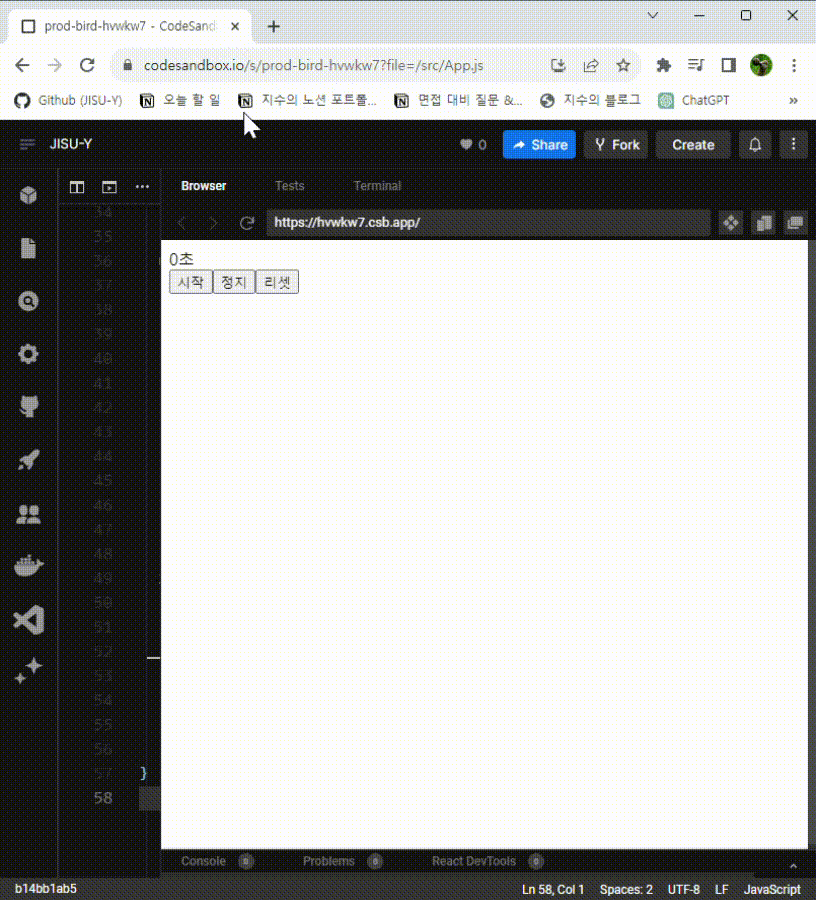 prod-bird-hvwkw7 - CodeSand
codesandbox.io/s/prod-bird-hvwkw7?file=/src/App.js
Github (JISU-Y) 오늘 할 일 지수의 노션 포트폴... 면접 대비 질문 &... 지수의 블로그 ChatGPT »
JISU-Y 0 Share Fork Create
Browser Tests Terminal
https://hvwkw7.csb.app/
0초
시작 정지 리셋
34
35
36
37
38
39
40
41
42
43
44
45
46
47
48
49
50
51
52
53
54
55
56
57 }
58
Console 0 Problems 0 React DevTools 0
b14bb1ab5 Ln 58, Col 1 Spaces: 2 UTF-8 LF JavaScript